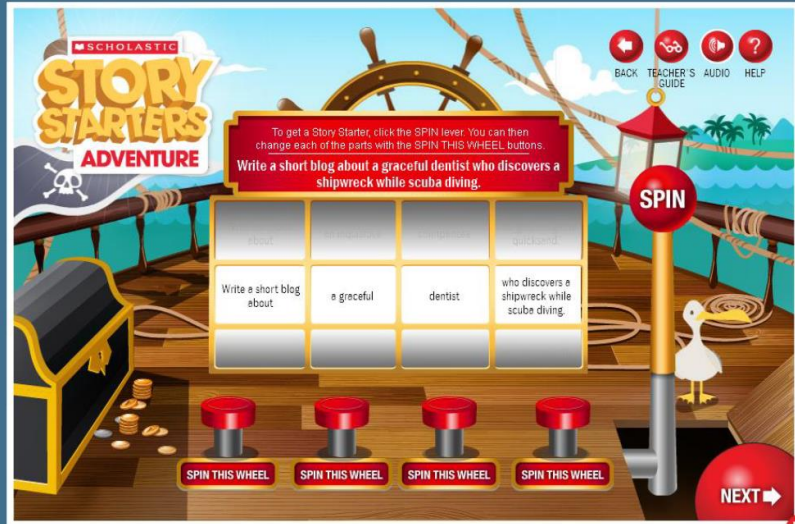 SCHOLASTIC
STORY
STARTERS
ADVENTURE
BACK
TEACHER'S
GUIDE
AUDIO
HELP
To get a Story Starter, click the SPIN lever. You can then
change each of the parts with the SPIN THIS WHEEL buttons.
Write a short blog about a graceful dentist who discovers a
shipwreck while scuba diving.
SPIN
about
quicksand.
Write a short blog
about
a graceful
dentist
who discovers a
shipwreck while
scuba diving.
SPIN THIS WHEEL
SPIN THIS WHEEL
SPIN THIS WHEEL
SPIN THIS WHEEL
NEXT